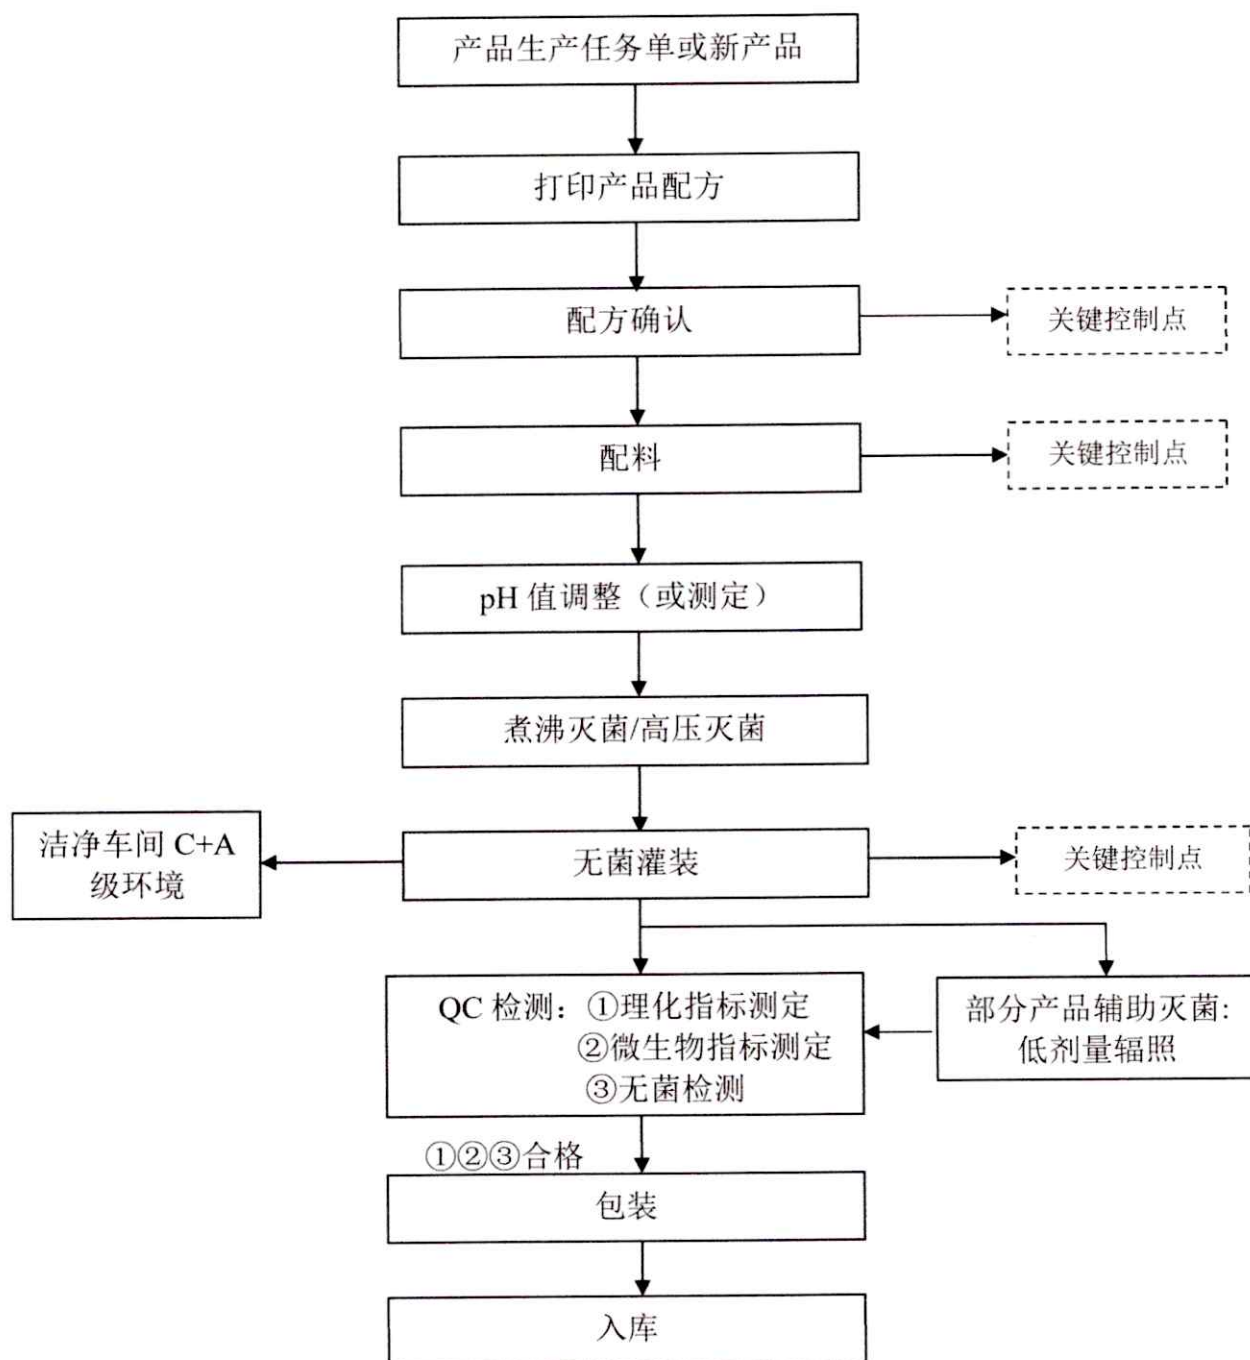 产品生产任务单或新产品
打印产品配方
配方确认
关键控制点
配料
关键控制点
pH 值调整（或测定）
煮沸灭菌/高压灭菌
洁净车间 C+A
级环境
无菌灌装
关键控制点
QC 检测：①理化指标测定
②微生物指标测定
③无菌检测
部分产品辅助灭菌:
低剂量辐照
①②③合格
包装
入库